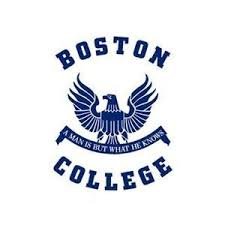 BOSTON
A MAN IS BUT WHAT HE KNOWS
COLLEGE